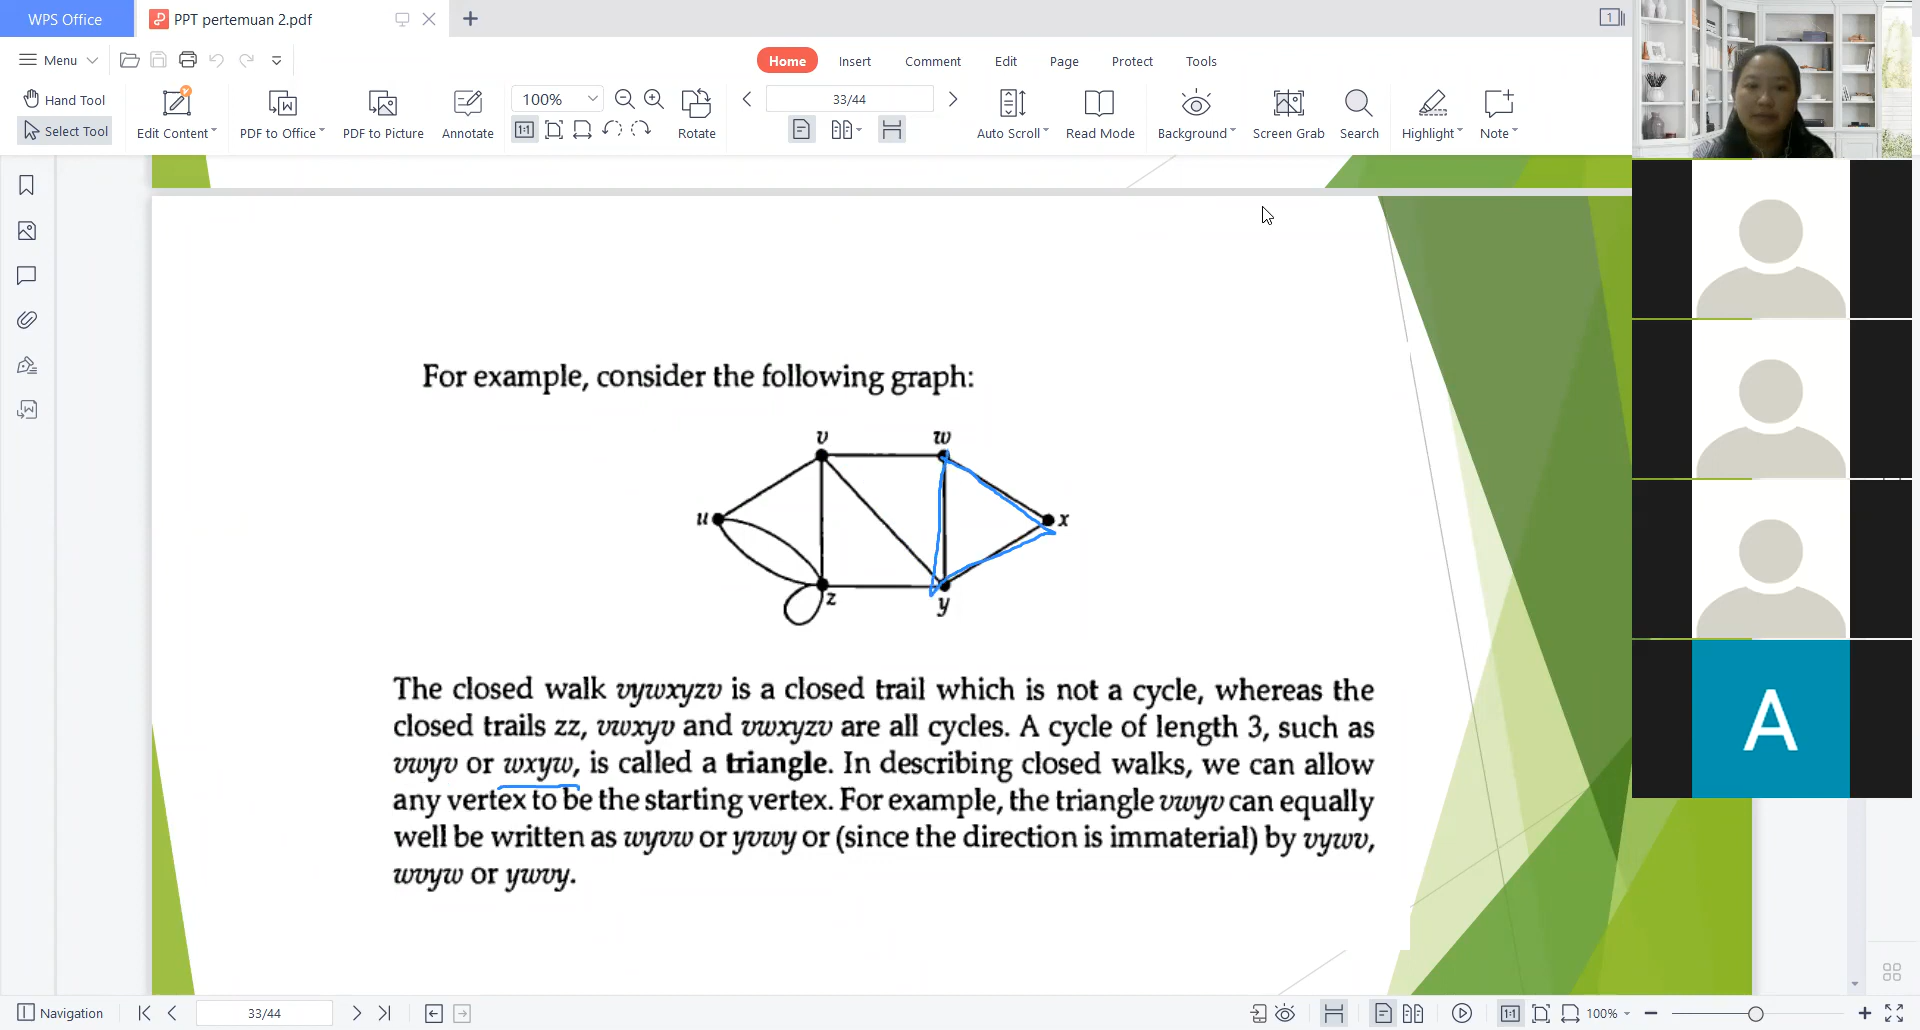 WPS Office
PPT pertemuan 2.pdf
1
Menu
Home
Insert
Comment
Edit
Page
Protect
Tools
Hand Tool
Select Tool
Edit Content
PDF to Office
PDF to Picture
Annotate
100%
1:1
Rotate
33/44
Auto Scroll
Read Mode
Background
Screen Grab
Search
Highlight
Note
For example, consider the following graph:
v
w
u
x
z
y
The closed walk vywxyzv is a closed trail which is not a cycle, whereas the
closed trails zz, vwxyv and vwxyzv are all cycles. A cycle of length 3, such as
vwyv or wxyw, is called a triangle. In describing closed walks, we can allow
any vertex to be the starting vertex. For example, the triangle vwyv can equally
well be written as wyvw or yvwy or (since the direction is immaterial) by vywv,
wvyw or ywvy.
A
Navigation
33/44
1:1
100%